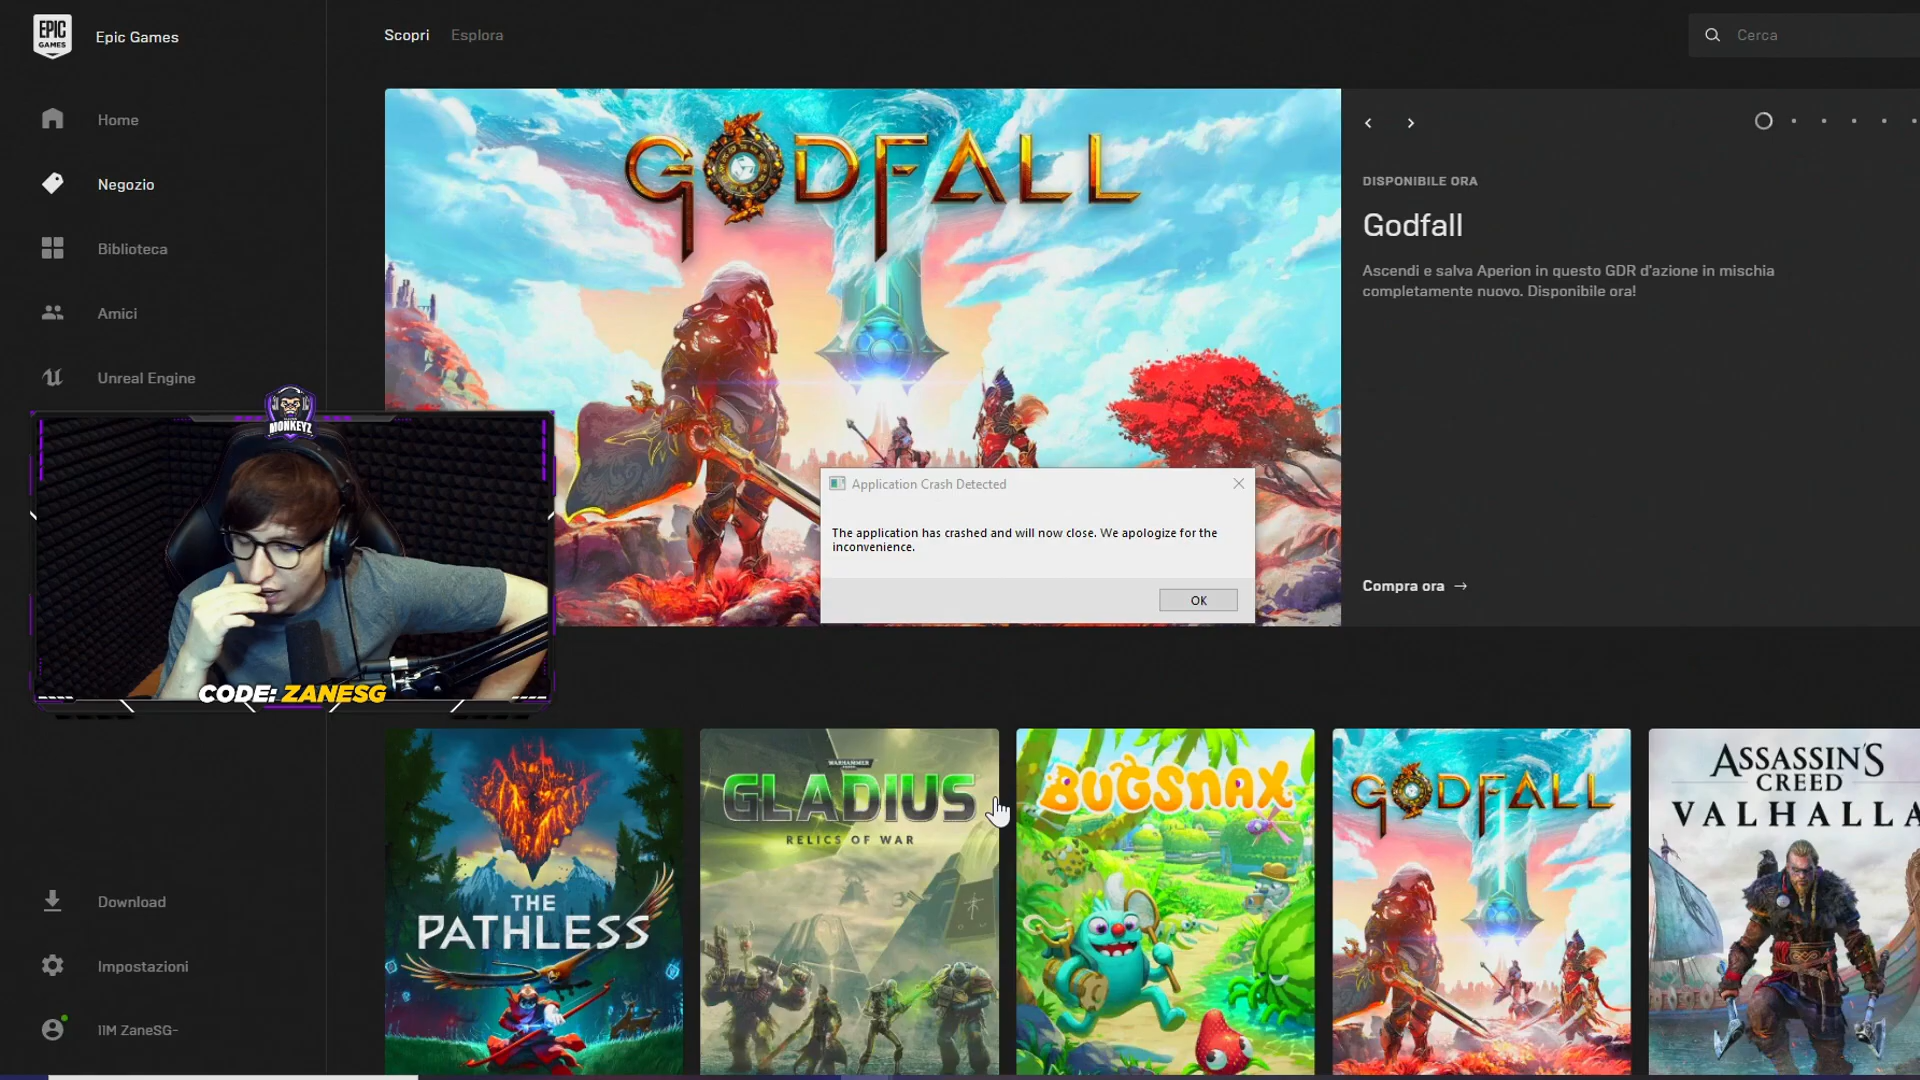 EPIC
GAMES
Epic Games
Scopri
Esplora
Cerca
Home
Negozio
Biblioteca
Amici
Unreal Engine
GODFALL
DISPONIBILE ORA
Godfall
Ascendi e salva Aperion in questo GDR d'azione in mischia
completamente nuovo. Disponibile ora!
Compra ora →
MONKEYZ
CODE: ZANESG
Application Crash Detected
The application has crashed and will now close. We apologize for the
inconvenience.
OK
THE
PATHLESS
WARHAMMER
GLADIUS
RELICS OF WAR
BUGSNAX
GODFALL
ASSASSIN'S
CREED
VALHALLA
Download
Impostazioni
IIM ZaneSG-